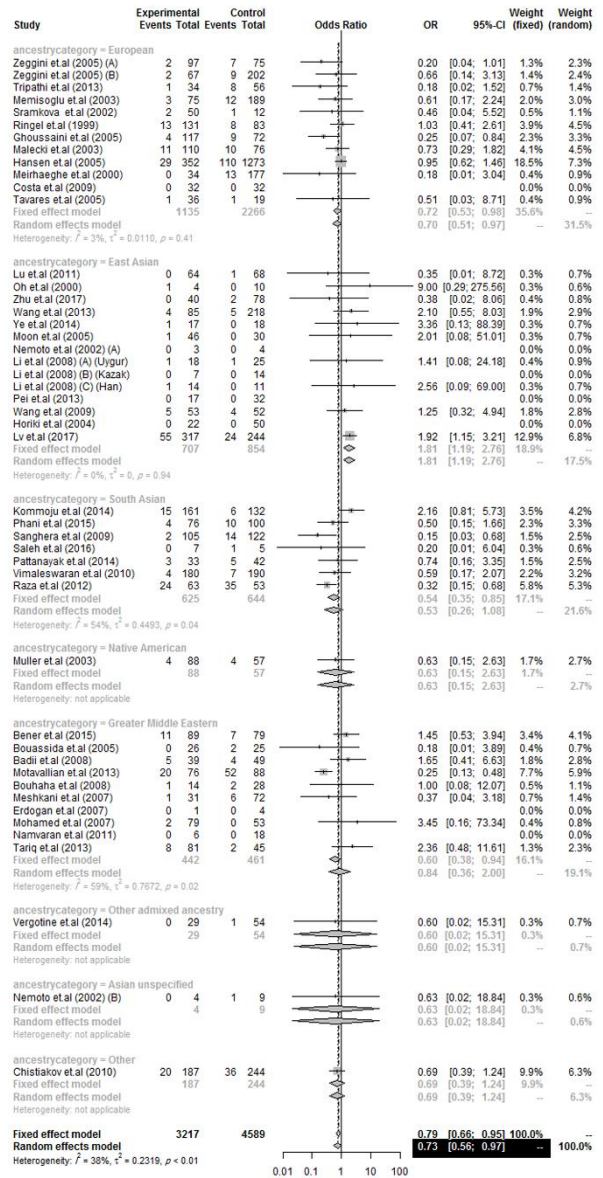 Experimental Control Weight Weight
Study Events Total Events Total Odds Ratio OR 95%-CI (fixed) (random)
ancestrycategory = European
Zeggini et.al (2005) (A) 2 97 7 75 0.20 [0.04; 1.01] 1.3% 2.3%
Zeggini et.al (2005) (B) 2 67 9 202 0.66 [0.14; 3.13] 1.4% 2.4%
Tripathi et.al (2013) 1 34 8 56 0.18 [0.02; 1.52] 0.7% 1.4%
Memisoglu et.al (2003) 3 75 12 189 0.61 [0.17; 2.24] 2.0% 3.0%
Sramkova et.al (2002) 2 50 1 12 0.46 [0.04; 5.52] 0.5% 1.1%
Ringel et.al (1999) 13 131 8 83 1.03 [0.41; 2.61] 3.9% 4.5%
Ghoussaini et.al (2005) 4 117 9 72 0.25 [0.07; 0.84] 2.2% 3.2%
Malecki et.al (2003) 11 110 10 76 0.73 [0.29; 1.82] 4.1% 4.5%
Hansen et.al (2005) 29 352 110 1273 0.95 [0.62; 1.46] 18.5% 7.3%
Meirhaeghe et.al (2000) 0 34 13 177 0.18 [0.01; 3.04] 0.4% 0.9%
Costa et.al (2009) 0 32 0 32 0.0% 0.0%
Tavares et.al (2005) 1 36 1 19 0.51 [0.03; 8.71] 0.4% 0.9%
Fixed effect model 1135 2266 0.72 [0.53; 0.98] 35.6% --
Random effects model 0.70 [0.51; 0.97] -- 31.5%
Heterogeneity: I² = 3%, τ² = 0.0110, p = 0.41
ancestrycategory = East Asian
Lu et.al (2011) 0 64 1 68 0.35 [0.01; 8.72] 0.3% 0.7%
Oh et.al (2000) 1 4 0 10 9.00 [0.29; 275.56] 0.3% 0.6%
Zhu et.al (2017) 0 40 2 78 0.38 [0.02; 8.06] 0.4% 0.8%
Wang et.al (2013) 4 85 5 218 2.10 [0.55; 8.03] 1.9% 2.9%
Ye et.al (2014) 1 17 0 18 3.36 [0.13; 88.39] 0.3% 0.7%
Moon et.al (2005) 1 46 0 30 2.01 [0.08; 51.01] 0.3% 0.7%
Nemoto et.al (2002) (A) 0 3 0 4 0.0% 0.0%
Li et.al (2008) (A) (Uygur) 1 18 1 25 1.41 [0.08; 24.18] 0.4% 0.9%
Li et.al (2008) (B) (Kazak) 0 7 0 14 0.0% 0.0%
Li et.al (2008) (C) (Han) 1 14 0 11 2.56 [0.09; 69.00] 0.3% 0.7%
Pei et.al (2013) 0 17 0 32 0.0% 0.0%
Wang et.al (2009) 5 53 4 52 1.25 [0.32; 4.94] 1.8% 2.8%
Horiki et.al (2004) 0 22 0 50 0.0% 0.0%
Lv et.al (2017) 55 317 24 244 1.92 [1.15; 3.21] 12.9% 6.8%
Fixed effect model 707 854 1.81 [1.19; 2.76] 18.9% --
Random effects model 1.81 [1.19; 2.76] -- 17.5%
Heterogeneity: I² = 0%, τ² = 0, p = 0.94
ancestrycategory = South Asian
Kommoju et.al (2014) 15 161 6 132 2.16 [0.81; 5.73] 3.5% 4.2%
Phani et.al (2015) 4 76 10 100 0.50 [0.15; 1.66] 2.3% 3.3%
Sanghera et.al (2009) 2 105 14 122 0.15 [0.03; 0.68] 1.5% 2.4%
Saleh et.al (2016) 0 7 1 5 0.20 [0.01; 6.04] 0.3% 0.6%
Pattanayak et.al (2014) 3 33 5 42 0.74 [0.16; 3.35] 1.5% 2.4%
Vimaleswaran et.al (2010) 4 180 7 190 0.59 [0.17; 2.07] 2.2% 3.2%
Raza et.al (2012) 24 63 35 53 0.32 [0.15; 0.68] 5.8% 5.3%
Fixed effect model 625 644 0.54 [0.35; 0.85] 17.1% --
Random effects model 0.53 [0.26; 1.08] -- 21.6%
Heterogeneity: I² = 54%, τ² = 0.4493, p = 0.04
ancestrycategory = Native American
Muller et.al (2003) 4 88 4 57 0.63 [0.15; 2.63] 1.7% 2.7%
Fixed effect model 88 57 0.63 [0.15; 2.63] 1.7% --
Random effects model 0.63 [0.15; 2.63] -- 2.7%
Heterogeneity: not applicable
ancestrycategory = Greater Middle Eastern
Bener et.al (2015) 11 89 7 79 1.45 [0.53; 3.94] 3.4% 4.1%
Bouassida et.al (2005) 0 26 2 25 0.18 [0.01; 3.89] 0.4% 0.8%
Badii et.al (2008) 5 39 4 49 1.65 [0.41; 6.63] 1.8% 2.8%
Motavallian et.al (2013) 20 76 52 88 0.25 [0.13; 0.48] 7.7% 5.9%
Bouhaha et.al (2008) 1 14 2 28 1.00 [0.08; 12.07] 0.5% 1.1%
Meshkani et.al (2007) 1 31 6 72 0.37 [0.04; 3.18] 0.7% 1.4%
Erdogan et.al (2007) 0 1 0 4 0.0% 0.0%
Mohamed et.al (2007) 2 79 0 53 3.45 [0.16; 73.34] 0.4% 0.8%
Namvaran et.al (2011) 0 6 0 18 0.0% 0.0%
Tariq et.al (2013) 8 81 2 45 2.36 [0.48; 11.61] 1.3% 2.3%
Fixed effect model 442 461 0.60 [0.38; 0.94] 16.1% --
Random effects model 0.84 [0.36; 2.00] -- 19.1%
Heterogeneity: I² = 59%, τ² = 0.7672, p = 0.02
ancestrycategory = Other admixed ancestry
Vergotine et.al (2014) 0 29 1 54 0.60 [0.02; 15.31] 0.3% 0.7%
Fixed effect model 29 54 0.60 [0.02; 15.31] 0.3% --
Random effects model 0.60 [0.02; 15.31] -- 0.7%
Heterogeneity: not applicable
ancestrycategory = Asian unspecified
Nemoto et.al (2002) (B) 0 4 1 9 0.63 [0.02; 18.84] 0.3% 0.6%
Fixed effect model 4 9 0.63 [0.02; 18.84] 0.3% --
Random effects model 0.63 [0.02; 18.84] -- 0.6%
Heterogeneity: not applicable
ancestrycategory = Other
Chistiakov et.al (2010) 20 187 36 244 0.69 [0.39; 1.24] 9.9% 6.3%
Fixed effect model 187 244 0.69 [0.39; 1.24] 9.9% --
Random effects model 0.69 [0.39; 1.24] -- 6.3%
Heterogeneity: not applicable
Fixed effect model 3217 4589 0.79 [0.66; 0.95] 100.0% --
Random effects model 0.73 [0.56; 0.97] -- 100.0%
Heterogeneity: I² = 38%, τ² = 0.2319, p < 0.01
0.01 0.1 1 10 100